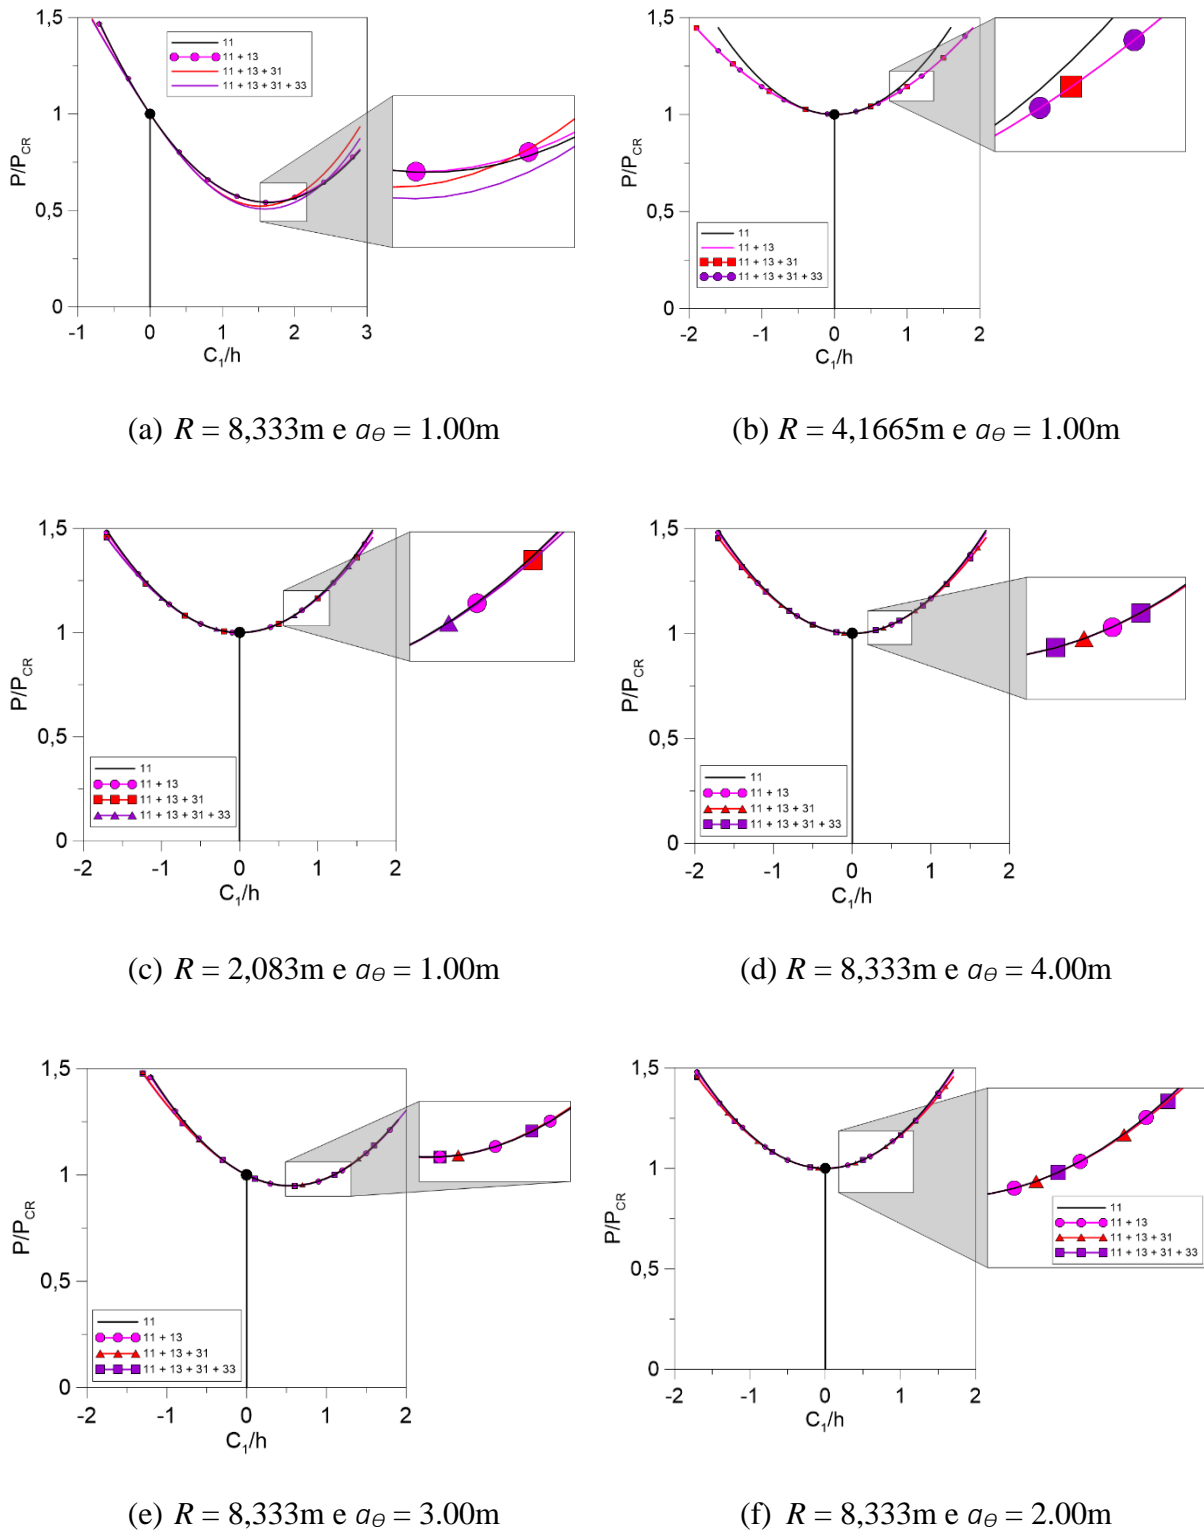 1,5
1
0,5
0
P/P_CR
-1 0 1 2 3
C₁/h
11
11 + 13
11 + 13 + 31
11 + 13 + 31 + 33
1,5
1
0,5
0
P/P_CR
-2 -1 0 1 2
C₁/h
11
11 + 13
11 + 13 + 31
11 + 13 + 31 + 33
(a) R = 8,333m e a_θ = 1.00m
(b) R = 4,1665m e a_θ = 1.00m
1,5
1
0,5
0
P/P_CR
-2 -1 0 1 2
C₁/h
11
11 + 13
11 + 13 + 31
11 + 13 + 31 + 33
1,5
1
0,5
0
P/P_CR
-2 -1 0 1 2
C₁/h
11
11 + 13
11 + 13 + 31
11 + 13 + 31 + 33
(c) R = 2,083m e a_θ = 1.00m
(d) R = 8,333m e a_θ = 4.00m
1,5
1
0,5
0
P/P_CR
-2 -1 0 1 2
C₁/h
11
11 + 13
11 + 13 + 31
11 + 13 + 31 + 33
1,5
1
0,5
0
P/P_CR
-2 -1 0 1 2
C₁/h
11
11 + 13
11 + 13 + 31
11 + 13 + 31 + 33
(e) R = 8,333m e a_θ = 3.00m
(f) R = 8,333m e a_θ = 2.00m